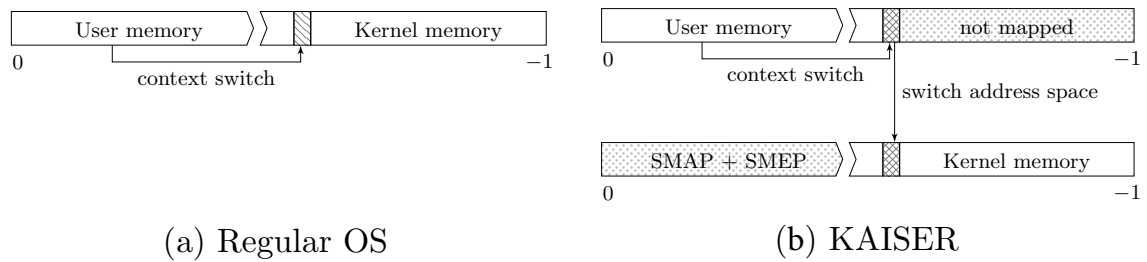 User memory
Kernel memory
0
−1
context switch
(a) Regular OS
User memory
not mapped
0
−1
context switch
switch address space
SMAP + SMEP
Kernel memory
0
−1
(b) KAISER